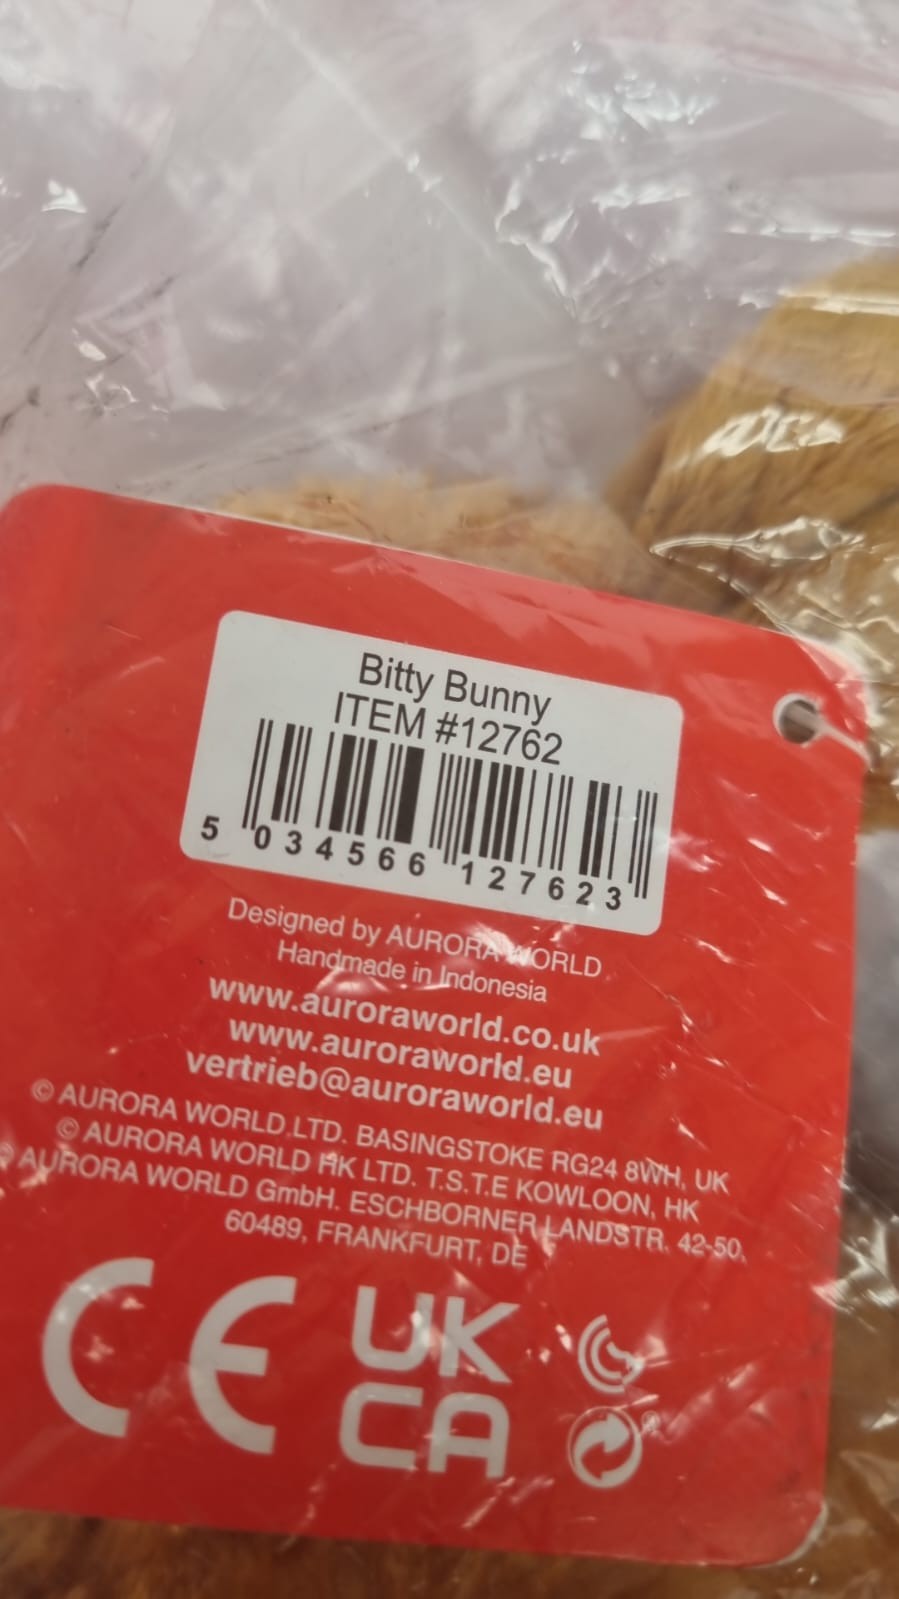 Bitty Bunny
ITEM #12762
5 034566 127623
Designed by AURORA WORLD
Handmade in Indonesia
www.auroraworld.co.uk
www.auroraworld.eu
vertrieb@auroraworld.eu
© AURORA WORLD LTD. BASINGSTOKE RG24 8WH, UK
© AURORA WORLD HK LTD. T.S.T.E KOWLOON, HK
© AURORA WORLD GmbH. ESCHBORNER LANDSTR. 42-50,
60489, FRANKFURT, DE
CE UK
CA